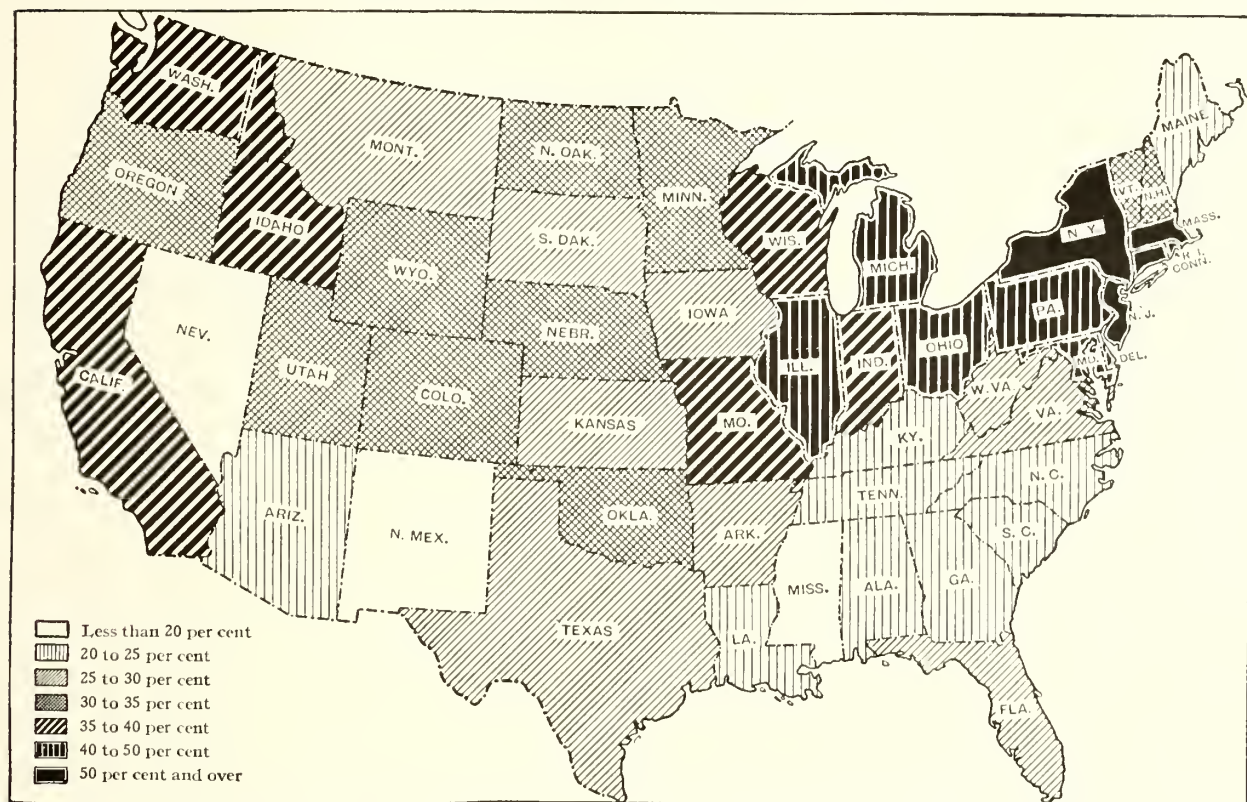 WASH.
MONT.
N. OAK.
MINN.
MAINE
OREGON
IDAHO
S. DAK.
WIS.
VT.
N.H.
N.Y.
MASS.
R. I.
CONN.
WYO.
MICH.
IOWA
PA.
N. J.
NEV.
NEBR.
OHIO
DEL.
MD.
UTAH
COLO.
ILL.
IND.
W. VA.
VA.
CALIF.
KANSAS
MO.
KY.
N. C.
TENN.
ARIZ.
N. MEX.
OKLA.
ARK.
S. C.
MISS.
ALA.
GA.
TEXAS
LA.
FLA.
Less than 20 per cent
20 to 25 per cent
25 to 30 per cent
30 to 35 per cent
35 to 40 per cent
40 to 50 per cent
50 per cent and over